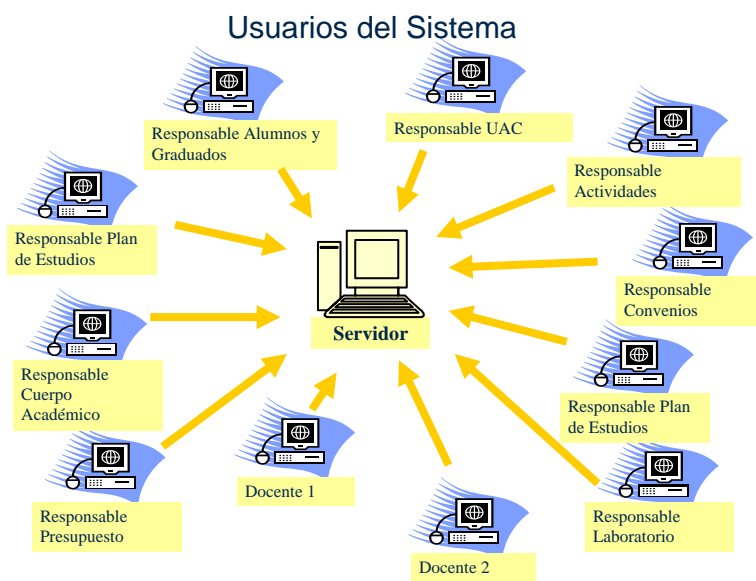 Usuarios del Sistema
Responsable Alumnos y
Graduados
Responsable UAC
Responsable
Actividades
Responsable Plan
de Estudios
Responsable
Convenios
Servidor
Responsable
Cuerpo
Académico
Responsable Plan
de Estudios
Docente 1
Responsable
Presupuesto
Docente 2
Responsable
Laboratorio